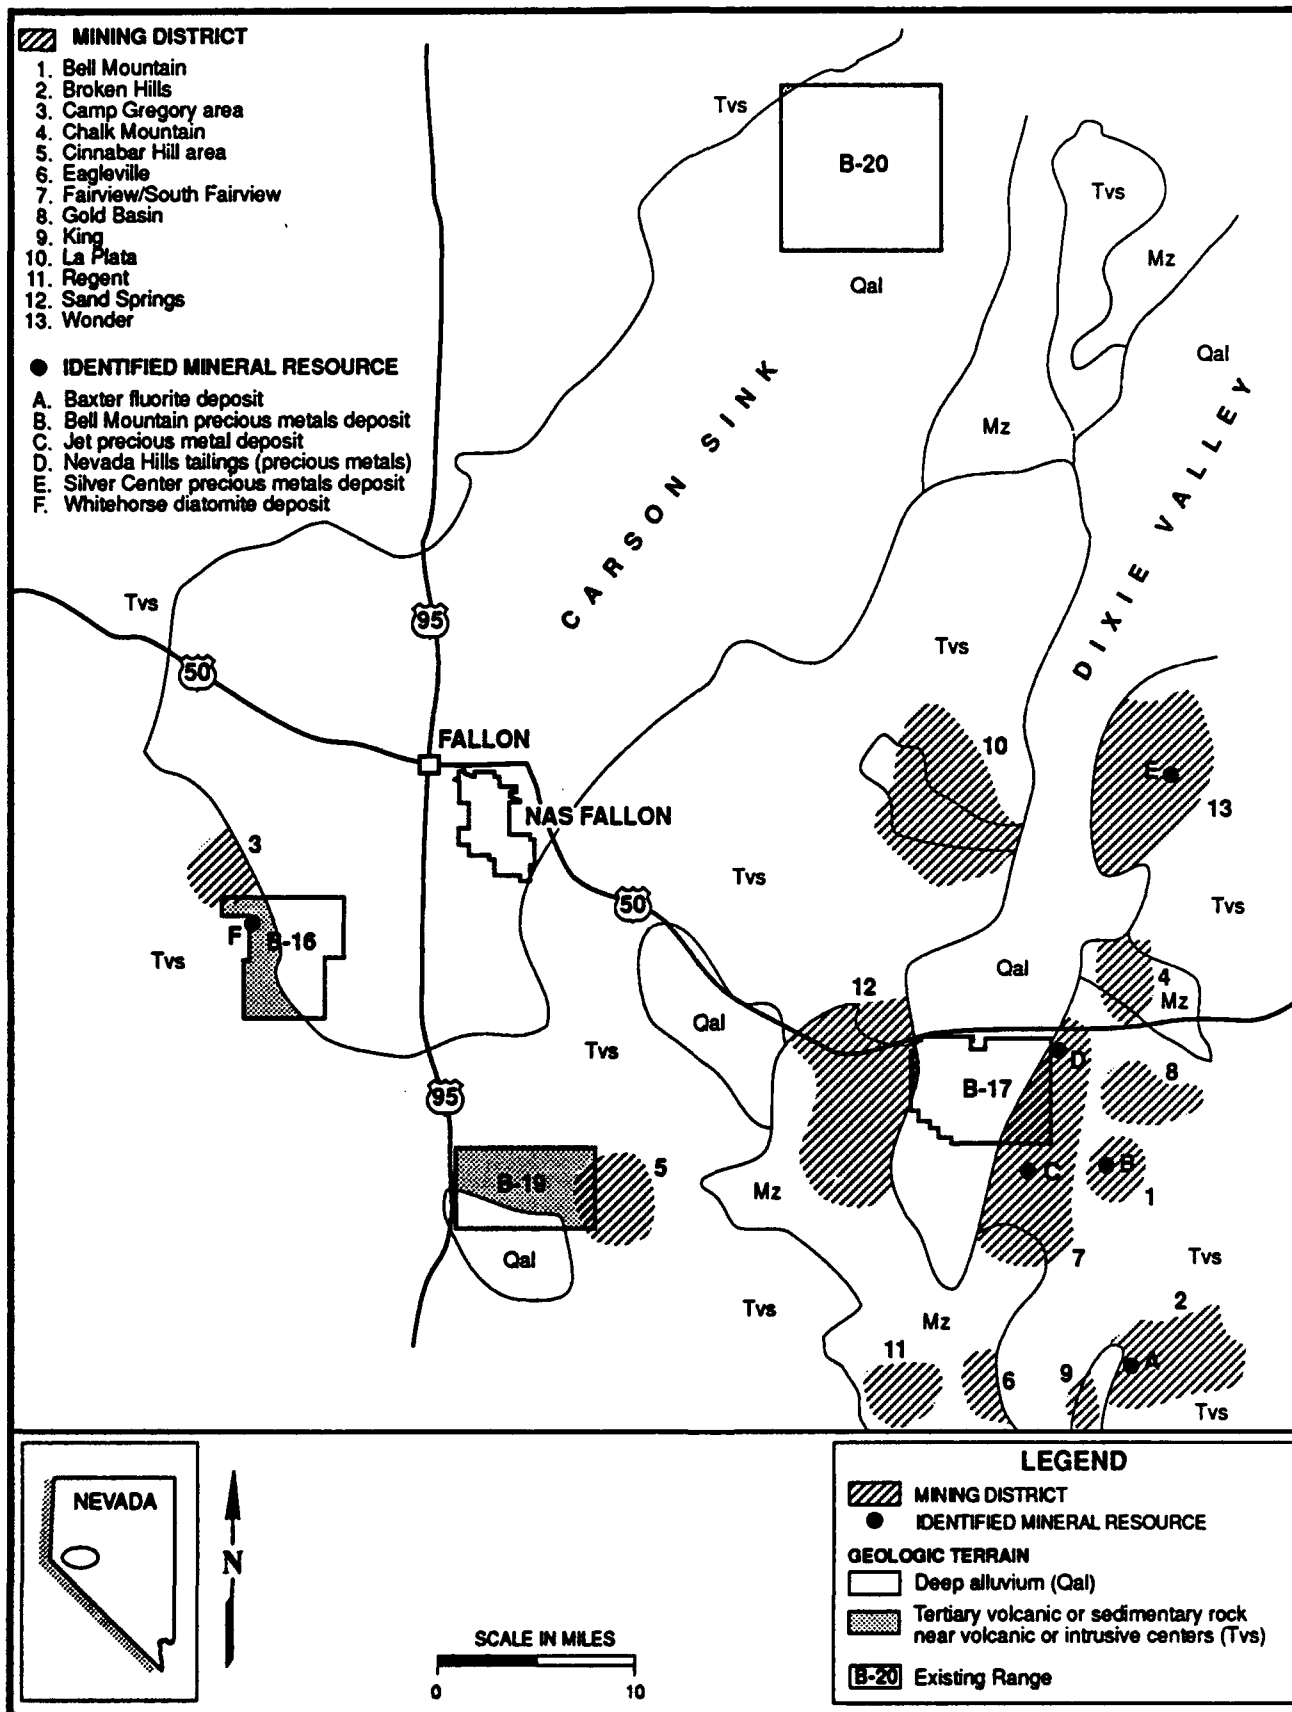 MINING DISTRICT
1. Bell Mountain
2. Broken Hills
3. Camp Gregory area
4. Chalk Mountain
5. Cinnabar Hill area
6. Eagleville
7. Fairview/South Fairview
8. Gold Basin
9. King
10. La Plata
11. Regent
12. Sand Springs
13. Wonder
IDENTIFIED MINERAL RESOURCE
A. Baxter fluorite deposit
B. Bell Mountain precious metals deposit
C. Jet precious metal deposit
D. Nevada Hills tailings (precious metals)
E. Silver Center precious metals deposit
F. Whitehorse diatomite deposit
Tvs
B-20
Tvs
Mz
Qal
Qal
Mz
CARSON SINK
DIXIE VALLEY
Tvs
95
50
Tvs
FALLON
10
E
13
NAS FALLON
3
Tvs
50
Tvs
F
B-16
Tvs
Qal
4
Mz
12
Qal
Tvs
D
B-17
8
95
B-19
5
Mz
C
B
1
Qal
7
Tvs
Tvs
2
Mz
11
6
9
A
Tvs
NEVADA
N
SCALE IN MILES
0 10
LEGEND
MINING DISTRICT
IDENTIFIED MINERAL RESOURCE
GEOLOGIC TERRAIN
Deep alluvium (Qal)
Tertiary volcanic or sedimentary rock
near volcanic or intrusive centers (Tvs)
B-20 Existing Range